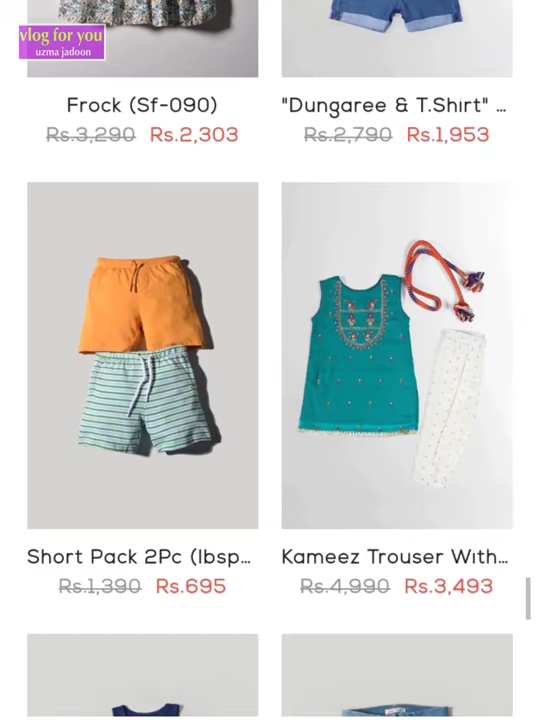 vlog for you
uzma jadoon
Frock (Sf-090)
"Dungaree & T.Shirt" ...
Rs.3,290 Rs.2,303
Rs.2,790 Rs.1,953
Short Pack 2Pc (Ibsp...
Kameez Trouser With...
Rs.1,390 Rs.695
Rs.4,990 Rs.3,493